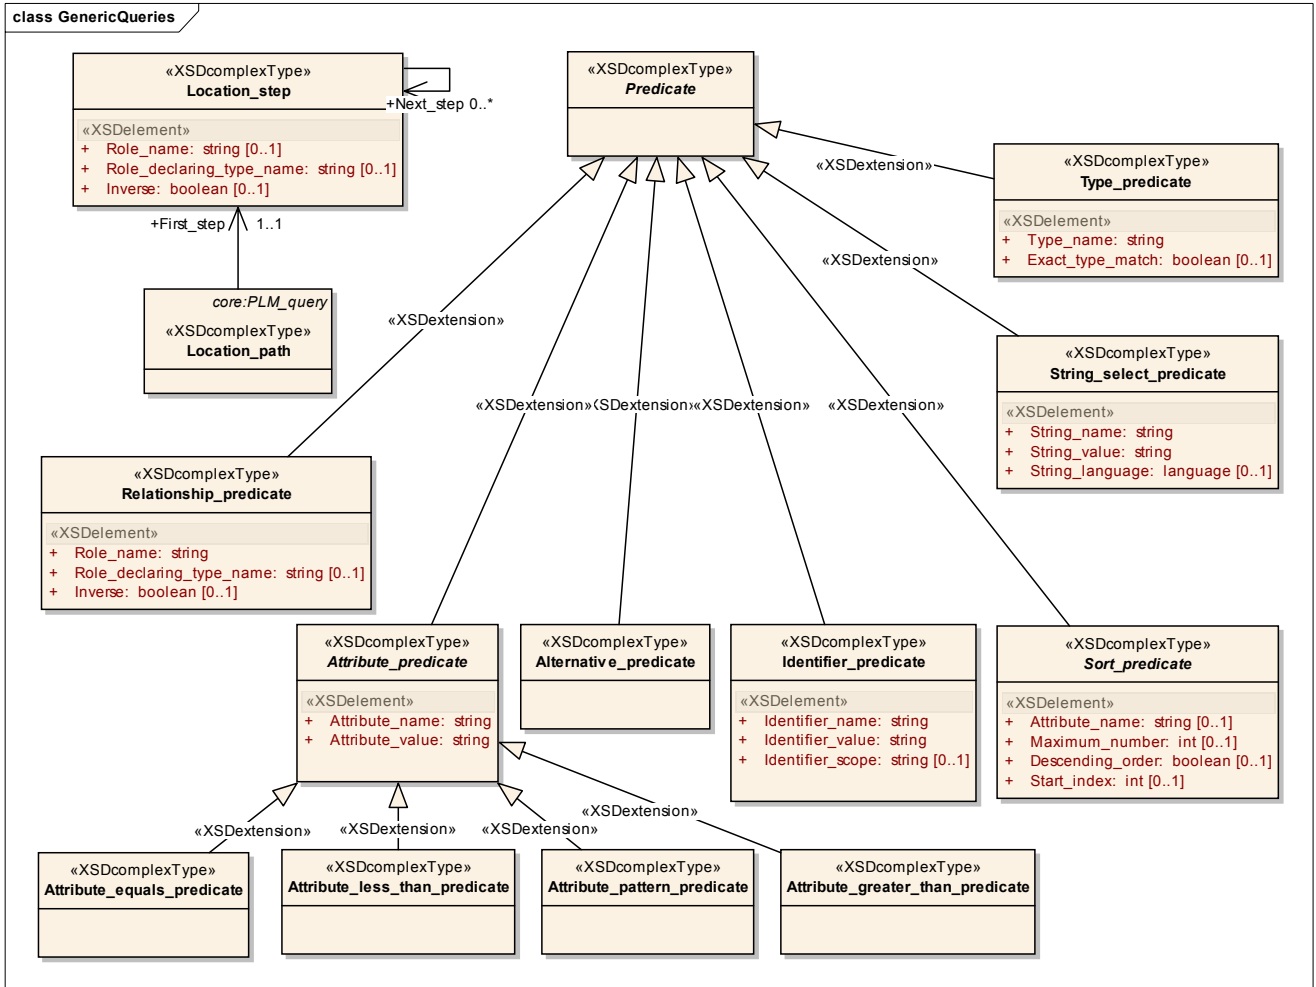 class GenericQueries
«XSDcomplexType»
Location_step
«XSDelement»
+ Role_name: string [0..1]
+ Role_declaring_type_name: string [0..1]
+ Inverse: boolean [0..1]
+Next_step 0..*
+First_step 1..1
core:PLM_query
«XSDcomplexType»
Location_path
«XSDcomplexType»
Predicate
«XSDextension»
«XSDcomplexType»
Type_predicate
«XSDelement»
+ Type_name: string
+ Exact_type_match: boolean [0..1]
«XSDextension»
«XSDcomplexType»
String_select_predicate
«XSDelement»
+ String_name: string
+ String_value: string
+ String_language: language [0..1]
«XSDextension»
«XSDextension»
«XSDextension»
«XSDextension»
«XSDextension»
«XSDcomplexType»
Relationship_predicate
«XSDelement»
+ Role_name: string
+ Role_declaring_type_name: string [0..1]
+ Inverse: boolean [0..1]
«XSDcomplexType»
Attribute_predicate
«XSDelement»
+ Attribute_name: string
+ Attribute_value: string
«XSDcomplexType»
Alternative_predicate
«XSDcomplexType»
Identifier_predicate
«XSDelement»
+ Identifier_name: string
+ Identifier_value: string
+ Identifier_scope: string [0..1]
«XSDcomplexType»
Sort_predicate
«XSDelement»
+ Attribute_name: string [0..1]
+ Maximum_number: int [0..1]
+ Descending_order: boolean [0..1]
+ Start_index: int [0..1]
«XSDextension»
«XSDextension»
«XSDextension»
«XSDextension»
«XSDcomplexType»
Attribute_equals_predicate
«XSDcomplexType»
Attribute_less_than_predicate
«XSDcomplexType»
Attribute_pattern_predicate
«XSDcomplexType»
Attribute_greater_than_predicate